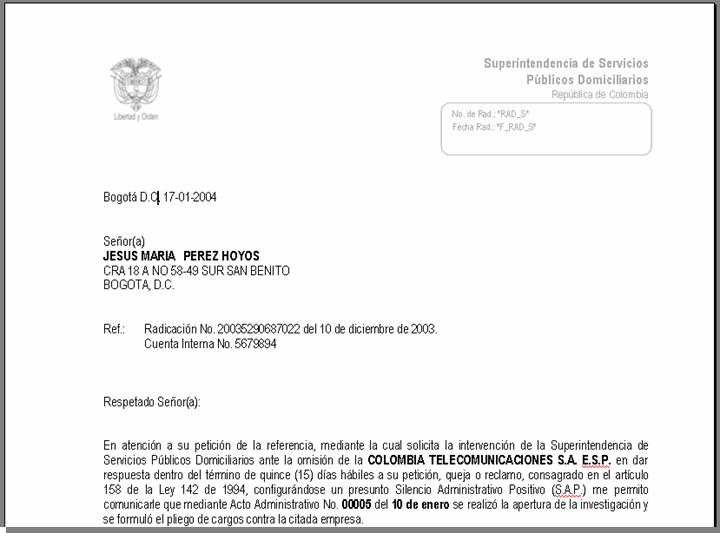 Superintendencia de Servicios
Públicos Domiciliarios
República de Colombia
Libertad y Orden
No. de Rad.: *RAD_S*
Fecha Rad.: *F_RAD_S*
Bogotá D.C, 17-01-2004
Señor(a)
JESUS MARIA PEREZ HOYOS
CRA 18 A NO 58-49 SUR SAN BENITO
BOGOTA, D.C.
Ref.: Radicación No. 20035290687022 del 10 de diciembre de 2003.
Cuenta Interna No. 5679894
Respetado Señor(a):
En atención a su petición de la referencia, mediante la cual solicita la intervención de la Superintendencia de
Servicios Públicos Domiciliarios ante la omisión de la COLOMBIA TELECOMUNICACIONES S.A. E.S.P. en dar
respuesta dentro del término de quince (15) días hábiles a su petición, queja o reclamo, consagrado en el artículo
158 de la Ley 142 de 1994, configurándose un presunto Silencio Administrativo Positivo (S.A.P.) me permito
comunicarle que mediante Acto Administrativo No. 00005 del 10 de enero se realizó la apertura de la investigación y
se formuló el pliego de cargos contra la citada empresa.